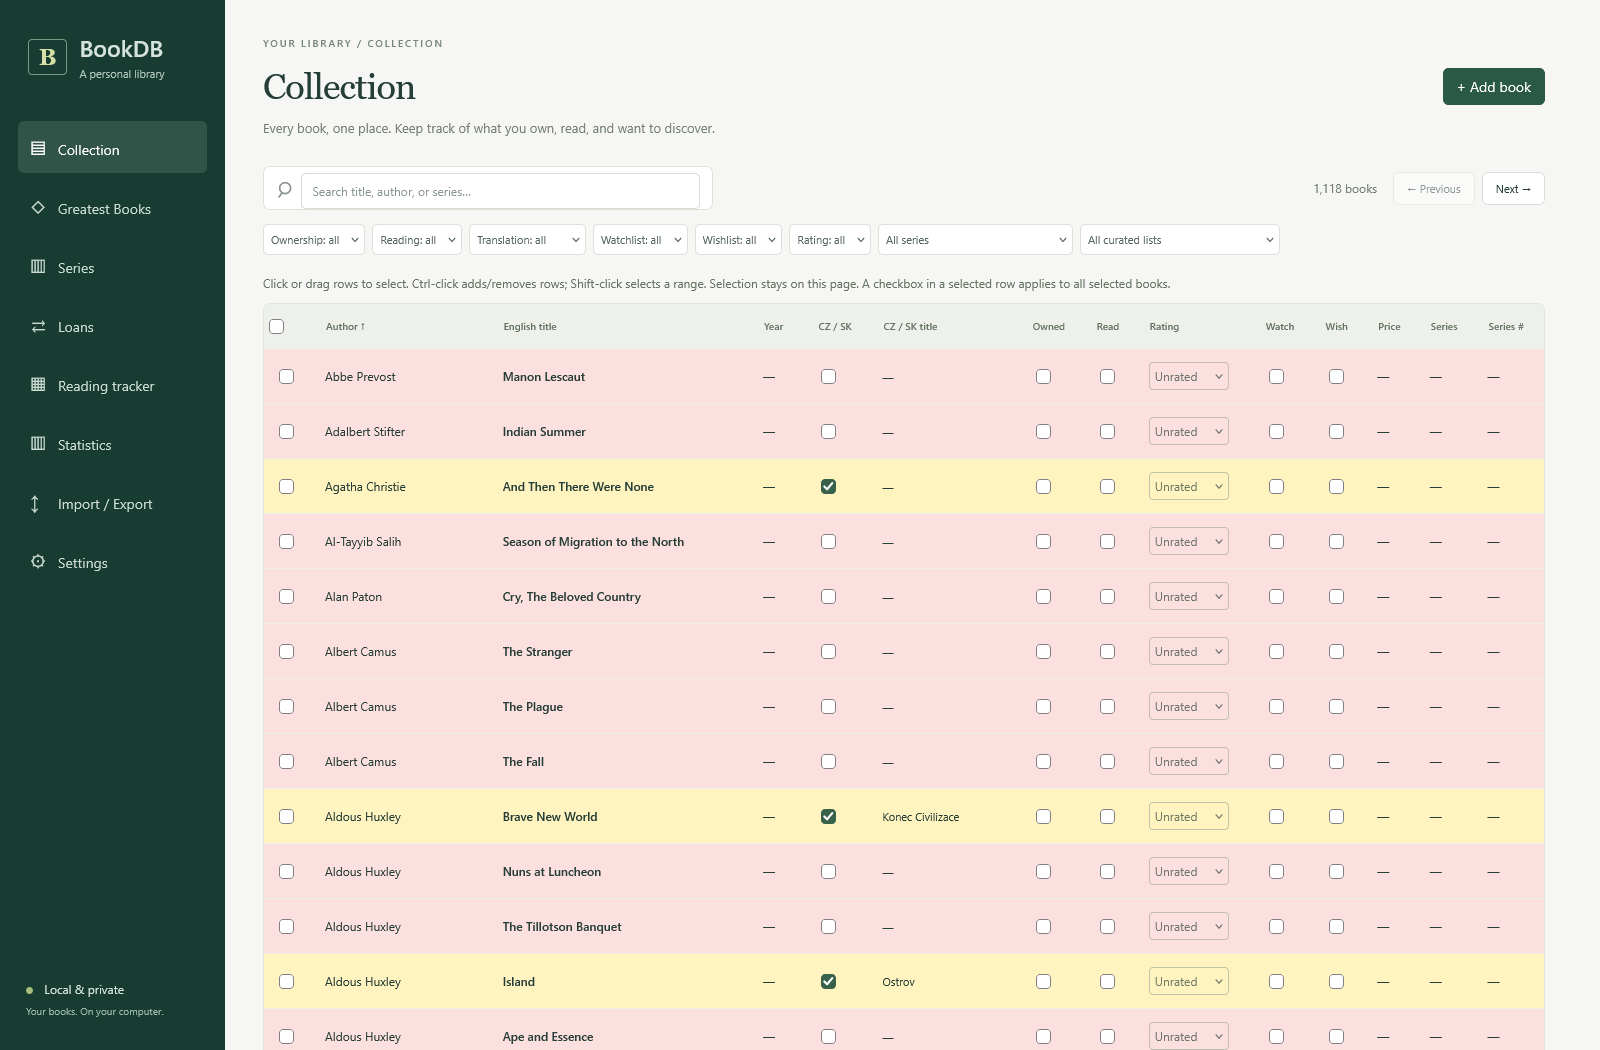 B
BookDB
A personal library
Collection
Greatest Books
Series
Loans
Reading tracker
Statistics
Import / Export
Settings
Local & private
Your books. On your computer.
YOUR LIBRARY / COLLECTION
Collection
+ Add book
Every book, one place. Keep track of what you own, read, and want to discover.
Search title, author, or series...
1,118 books
← Previous
Next →
Ownership: all
Reading: all
Translation: all
Watchlist: all
Wishlist: all
Rating: all
All series
All curated lists
Click or drag rows to select. Ctrl-click adds/removes rows; Shift-click selects a range. Selection stays on this page. A checkbox in a selected row applies to all selected books.
Author ↑ English title Year CZ / SK CZ / SK title Owned Read Rating Watch Wish Price Series Series #
Abbe Prevost Manon Lescaut — — Unrated — — —
Adalbert Stifter Indian Summer — — Unrated — — —
Agatha Christie And Then There Were None — — Unrated — — —
Al-Tayyib Salih Season of Migration to the North — — Unrated — — —
Alan Paton Cry, The Beloved Country — — Unrated — — —
Albert Camus The Stranger — — Unrated — — —
Albert Camus The Plague — — Unrated — — —
Albert Camus The Fall — — Unrated — — —
Aldous Huxley Brave New World — Konec Civilizace Unrated — — —
Aldous Huxley Nuns at Luncheon — — Unrated — — —
Aldous Huxley The Tillotson Banquet — — Unrated — — —
Aldous Huxley Island — Ostrov Unrated — — —
Aldous Huxley Ape and Essence — — Unrated — — —